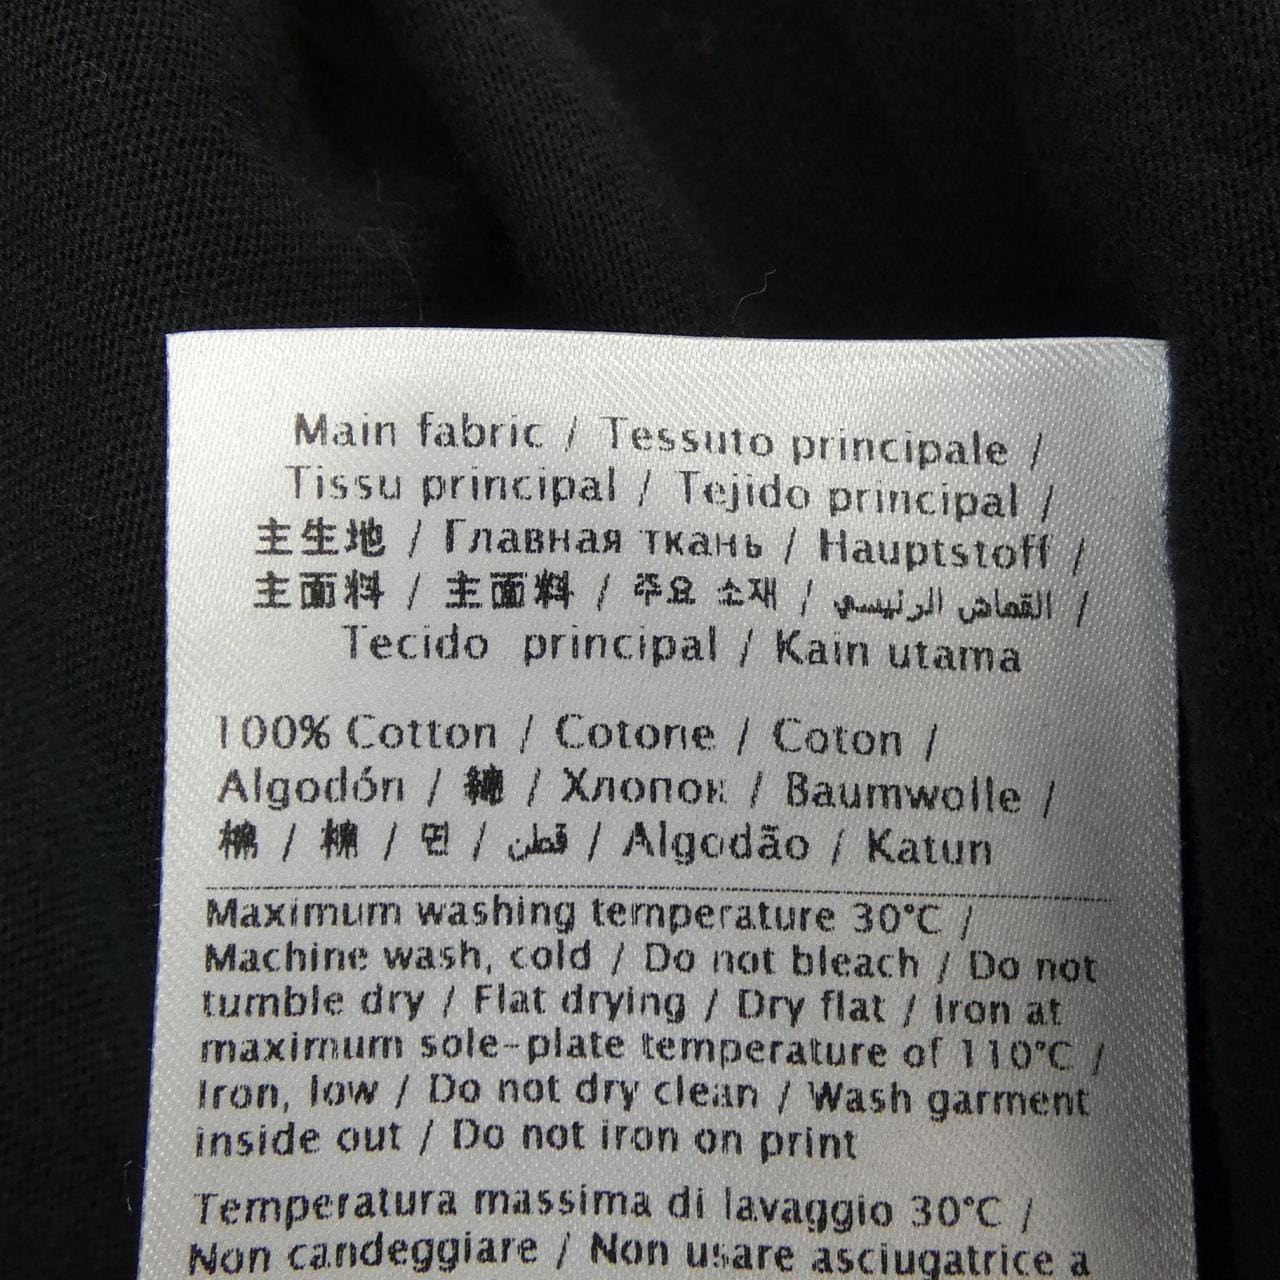 Main fabric / Tessuto principale /
Tissu principal / Tejido principal /
主生地 / Главная ткань / Hauptstoff /
主面料 / 主面料 / 주요 소재 / القماش الرئيسي /
Tecido principal / Kain utama
100% Cotton / Cotone / Coton /
Algodón / 綿 / Хлопок / Baumwolle /
棉 / 棉 / 면 / قطن / Algodão / Katun
Maximum washing temperature 30°C /
Machine wash, cold / Do not bleach / Do not
tumble dry / Flat drying / Dry flat / Iron at
maximum sole-plate temperature of 110°C /
Iron, low / Do not dry clean / Wash garment
inside out / Do not iron on print
Temperatura massima di lavaggio 30°C /
Non candeggiare / Non usare asciugatrice a